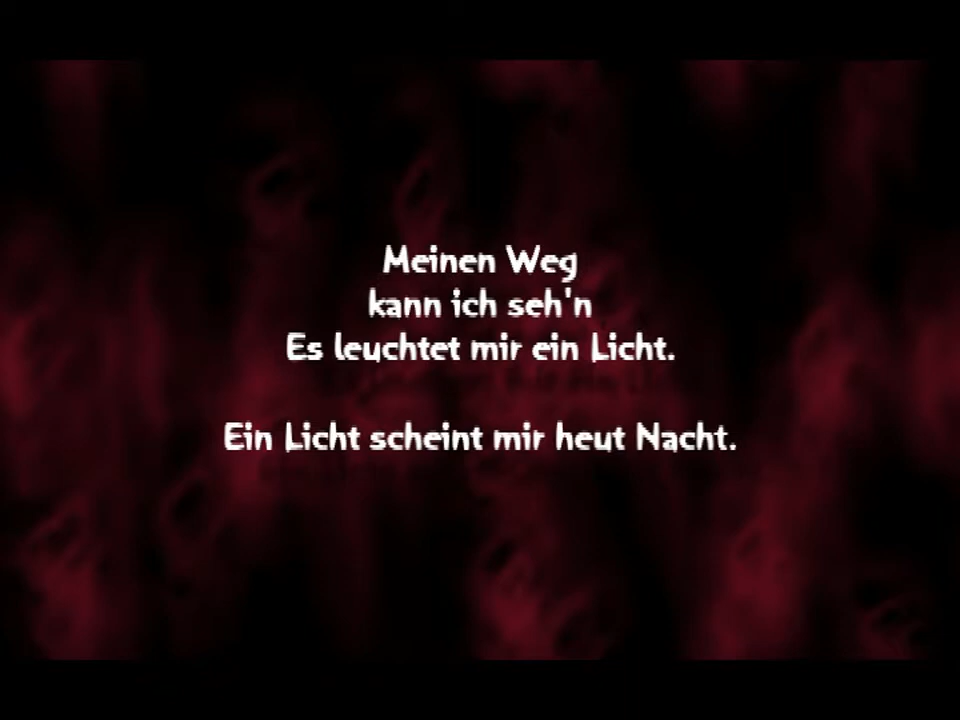 Meinen Weg
kann ich seh'n
Es leuchtet mir ein Licht.
Ein Licht scheint mir heut Nacht.